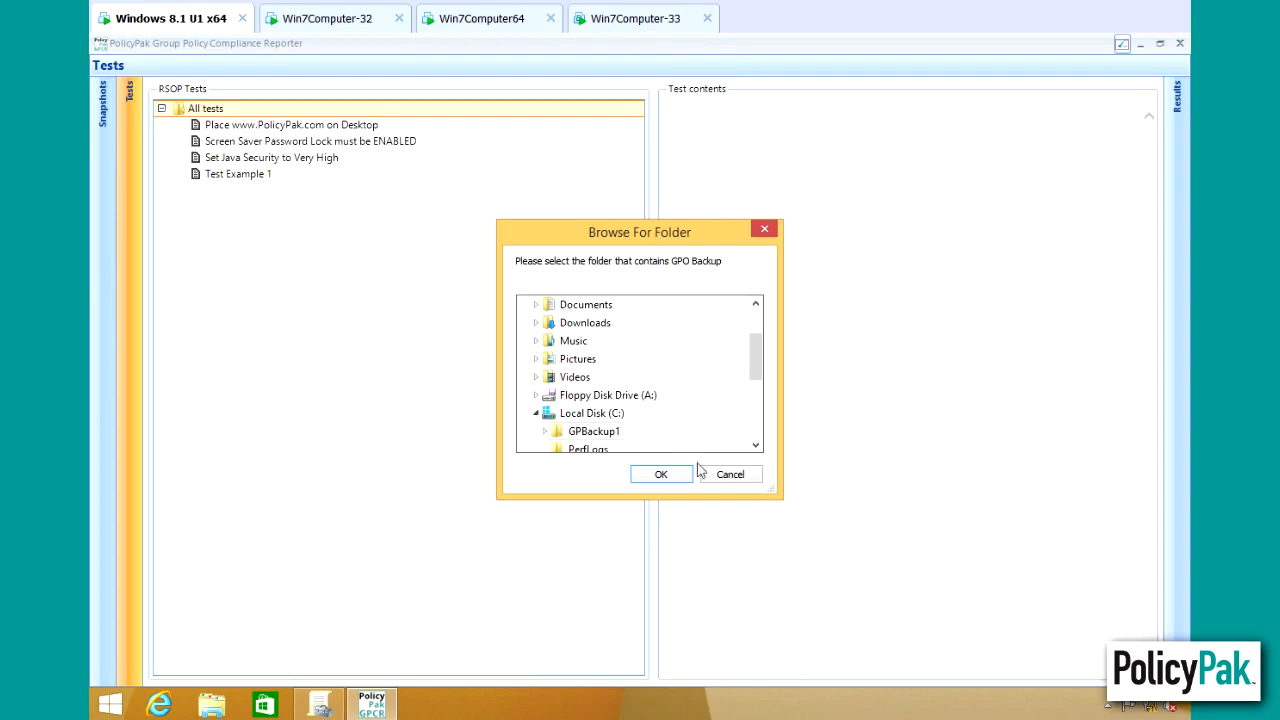 Windows 8.1 U1 x64
Win7Computer-32
Win7Computer64
Win7Computer-33
PolicyPak Group Policy Compliance Reporter
Tests
Snapshots
Tests
RSOP Tests
All tests
Place www.PolicyPak.com on Desktop
Screen Saver Password Lock must be ENABLED
Set Java Security to Very High
Test Example 1
Test contents
Results
Browse For Folder
Please select the folder that contains GPO Backup
Documents
Downloads
Music
Pictures
Videos
Floppy Disk Drive (A:)
Local Disk (C:)
GPBackup1
PerfLogs
OK
Cancel
Policy
Pak
GPCR
PolicyPak